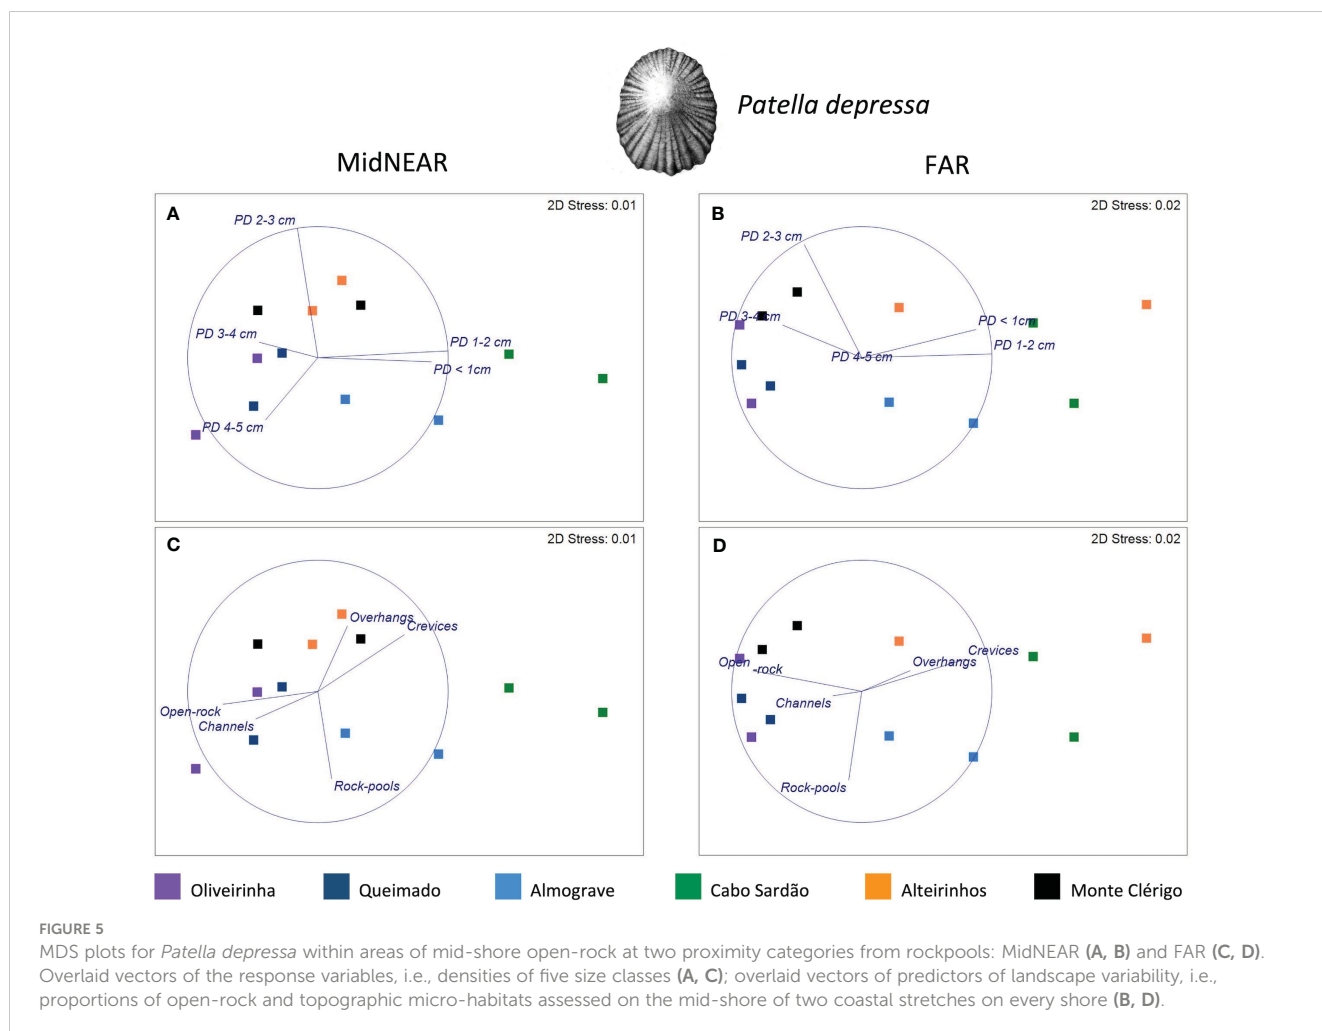 Patella depressa
MidNEAR
FAR
A
2D Stress: 0.01
PD 2-3 cm
PD 3-4 cm
PD 1-2 cm
PD < 1cm
PD 4-5 cm
B
2D Stress: 0.02
PD 2-3 cm
PD 3-4 cm
PD < 1cm
PD 1-2 cm
PD 4-5 cm
C
2D Stress: 0.01
Overhangs
Crevices
Open-rock
Channels
Rock-pools
D
2D Stress: 0.02
Crevices
Overhangs
Open -rock
Channels
Rock-pools
Oliveirinha
Queimado
Almograve
Cabo Sardão
Alteirinhos
Monte Clérigo
FIGURE 5
MDS plots for Patella depressa within areas of mid-shore open-rock at two proximity categories from rockpools: MidNEAR (A, B) and FAR (C, D).
Overlaid vectors of the response variables, i.e., densities of five size classes (A, C); overlaid vectors of predictors of landscape variability, i.e.,
proportions of open-rock and topographic micro-habitats assessed on the mid-shore of two coastal stretches on every shore (B, D).